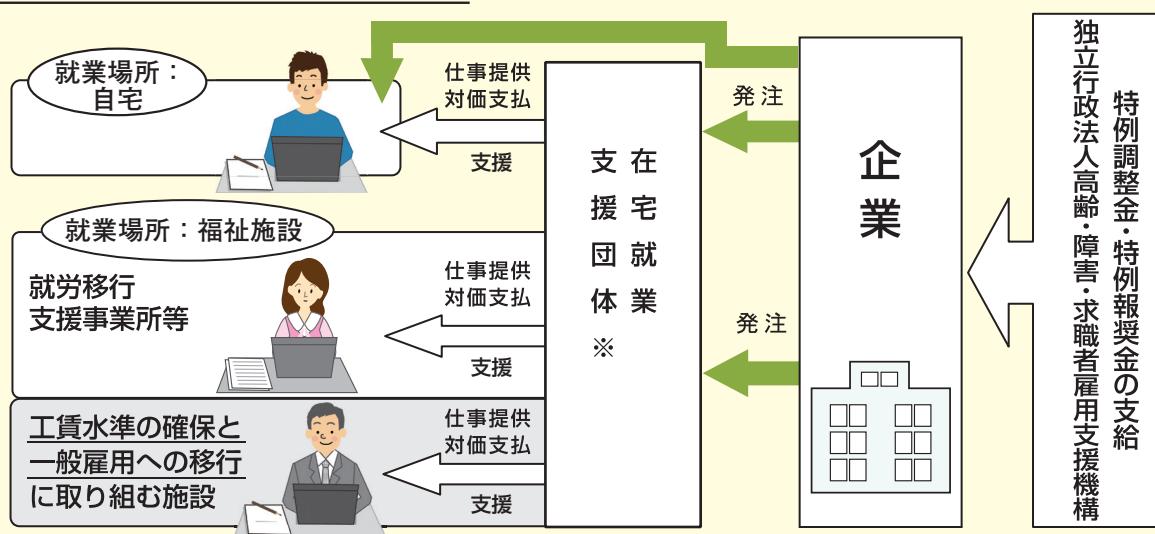 就業場所：
自宅
仕事提供
対価支払
支援
就業場所：福祉施設
就労移行
支援事業所等
仕事提供
対価支払
支援
工賃水準の確保と
一般雇用への移行
に取り組む施設
仕事提供
対価支払
支援
在宅就業
支援団体※
発注
発注
企業
特例調整金・特例報奨金の支給
独立行政法人高齢・障害・求職者雇用支援機構